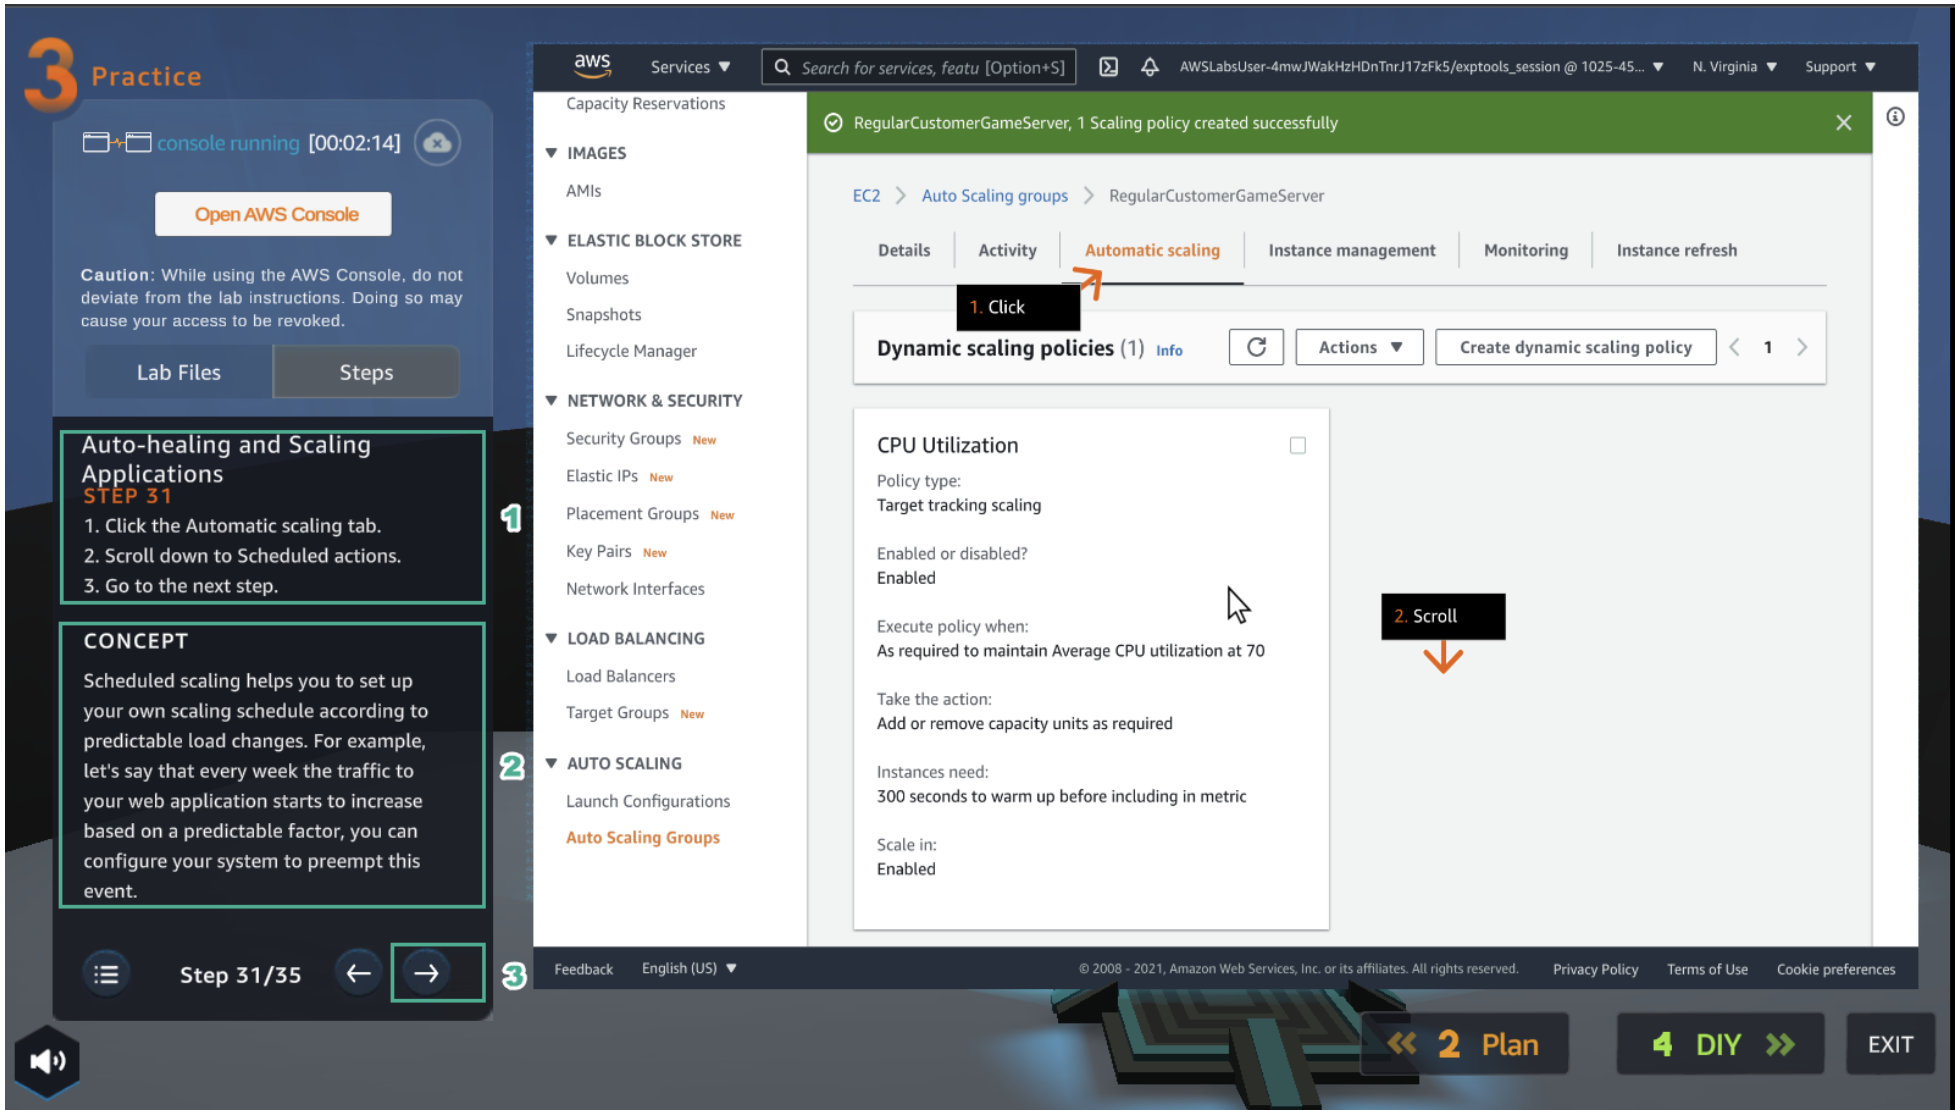 3 Practice
console running [00:02:14]
Open AWS Console
Caution: While using the AWS Console, do not
deviate from the lab instructions. Doing so may
cause your access to be revoked.
Lab Files
Steps
Auto-healing and Scaling
Applications
STEP 31
1. Click the Automatic scaling tab.
2. Scroll down to Scheduled actions.
3. Go to the next step.
1
CONCEPT
Scheduled scaling helps you to set up
your own scaling schedule according to
predictable load changes. For example,
let's say that every week the traffic to
your web application starts to increase
based on a predictable factor, you can
configure your system to preempt this
event.
2
Step 31/35
3
aws
Services
Search for services, featu [Option+S]
AWSLabsUser-4mwJWakHzHDnTnrJ17zFk5/exptools_session @ 1025-45...
N. Virginia
Support
Capacity Reservations
IMAGES
AMIs
ELASTIC BLOCK STORE
Volumes
Snapshots
Lifecycle Manager
NETWORK & SECURITY
Security Groups New
Elastic IPs New
Placement Groups New
Key Pairs New
Network Interfaces
LOAD BALANCING
Load Balancers
Target Groups New
AUTO SCALING
Launch Configurations
Auto Scaling Groups
RegularCustomerGameServer, 1 Scaling policy created successfully
EC2 > Auto Scaling groups > RegularCustomerGameServer
Details
Activity
Automatic scaling
Instance management
Monitoring
Instance refresh
1. Click
Dynamic scaling policies (1) Info
Actions
Create dynamic scaling policy
1
CPU Utilization
Policy type:
Target tracking scaling
Enabled or disabled?
Enabled
Execute policy when:
As required to maintain Average CPU utilization at 70
Take the action:
Add or remove capacity units as required
Instances need:
300 seconds to warm up before including in metric
Scale in:
Enabled
2. Scroll
Feedback
English (US)
© 2008 - 2021, Amazon Web Services, Inc. or its affiliates. All rights reserved.
Privacy Policy
Terms of Use
Cookie preferences
2 Plan
4 DIY
EXIT